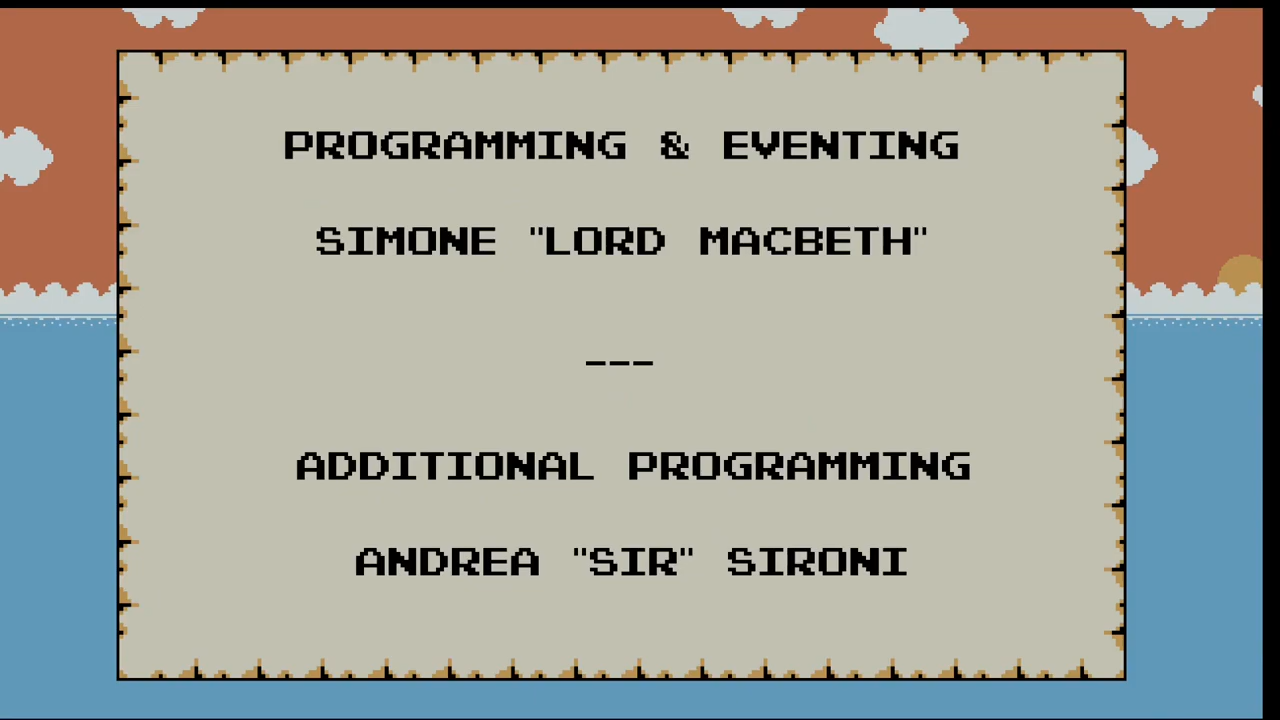 PROGRAMMING & EVENTING
SIMONE "LORD MACBETH"
---
ADDITIONAL PROGRAMMING
ANDREA "SIR" SIRONI